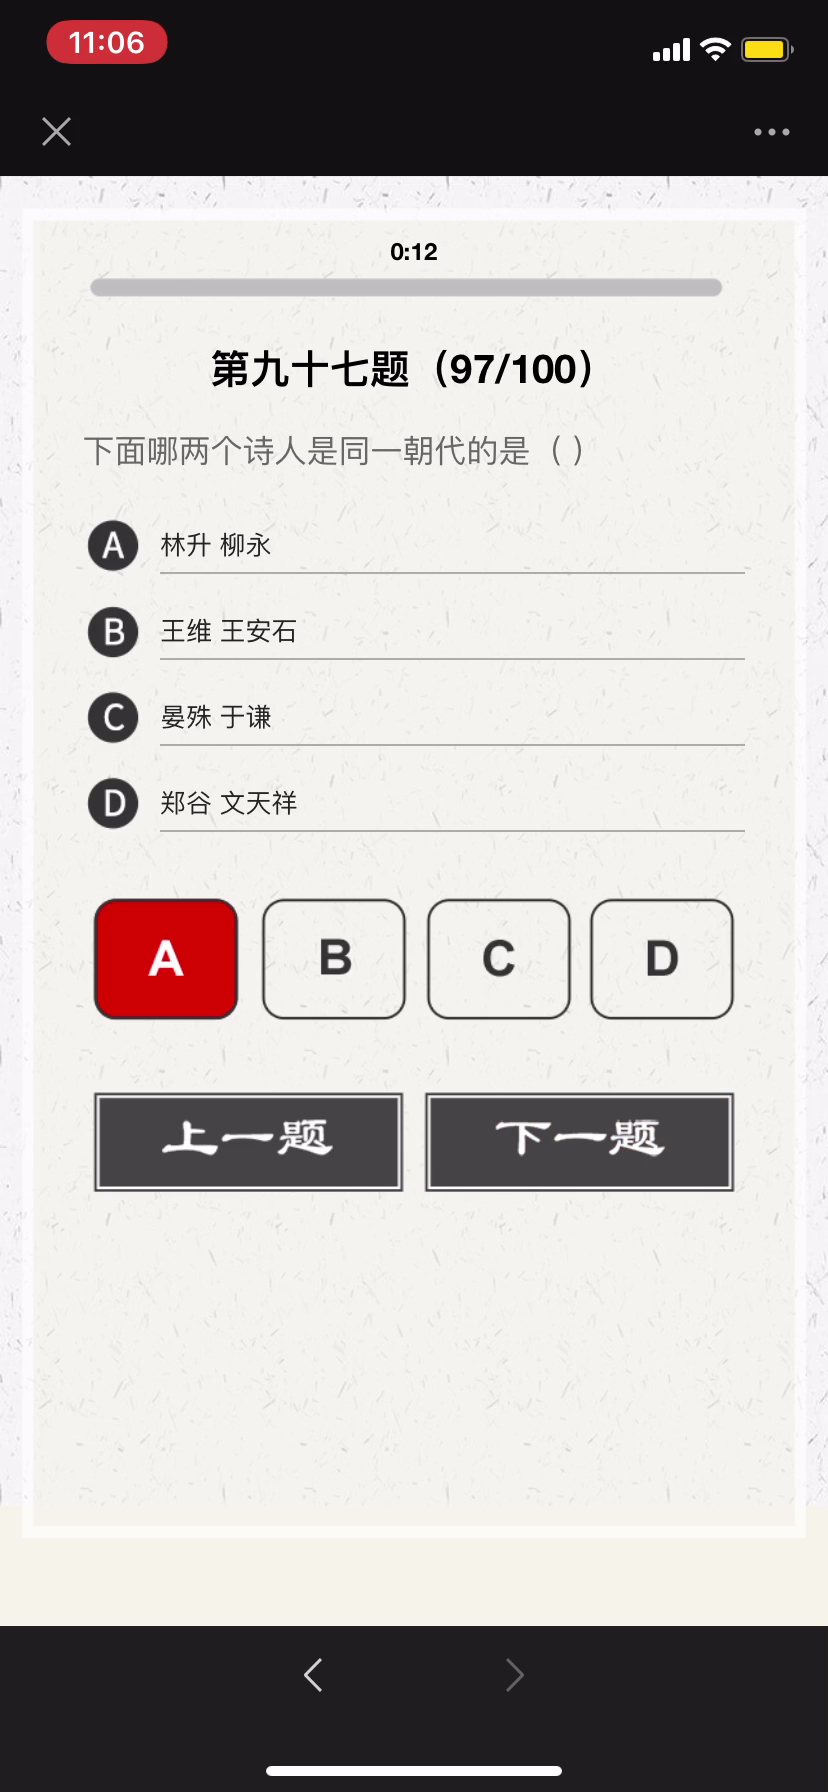 11:06
0:12
第九十七题（97/100）
下面哪两个诗人是同一朝代的是（ ）
A 林升 柳永
B 王维 王安石
C 晏殊 于谦
D 郑谷 文天祥
A B C D
上一题 下一题